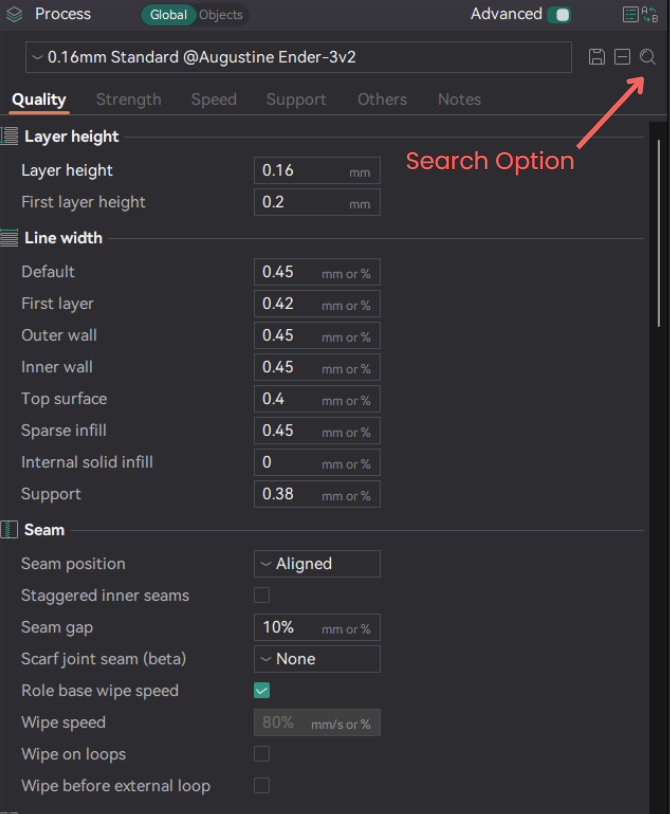 Process Global Objects Advanced
0.16mm Standard @Augustine Ender-3v2
Quality Strength Speed Support Others Notes
Layer height
Search Option
Layer height 0.16 mm
First layer height 0.2 mm
Line width
Default 0.45 mm or %
First layer 0.42 mm or %
Outer wall 0.45 mm or %
Inner wall 0.45 mm or %
Top surface 0.4 mm or %
Sparse infill 0.45 mm or %
Internal solid infill 0 mm or %
Support 0.38 mm or %
Seam
Seam position Aligned
Staggered inner seams
Seam gap 10% mm or %
Scarf joint seam (beta) None
Role base wipe speed
Wipe speed 80% mm/s or %
Wipe on loops
Wipe before external loop